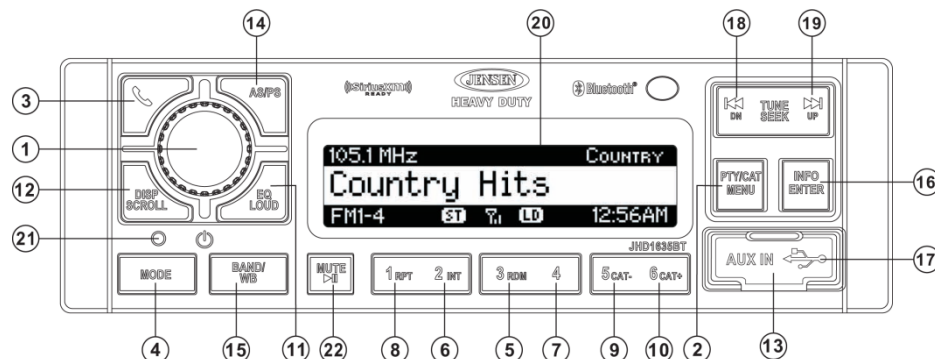 14
20
18
19
3
AS/PS
((SiriusXM))
READY
JENSEN
HEAVY DUTY
Bluetooth®
DN
TUNE
SEEK
UP
1
105.1 MHz COUNTRY
Country Hits
FM1-4 ST LD 12:56AM
12
DISP
SCROLL
EQ
LOUD
PTY/CAT
MENU
INFO
ENTER
16
21
JHD1635BT
MODE
BAND/
WB
MUTE
1 RPT 2 INT
3 RDM 4
5 CAT- 6 CAT+
AUX IN
17
4
15
11
22
8
6
5
7
9
10
2
13